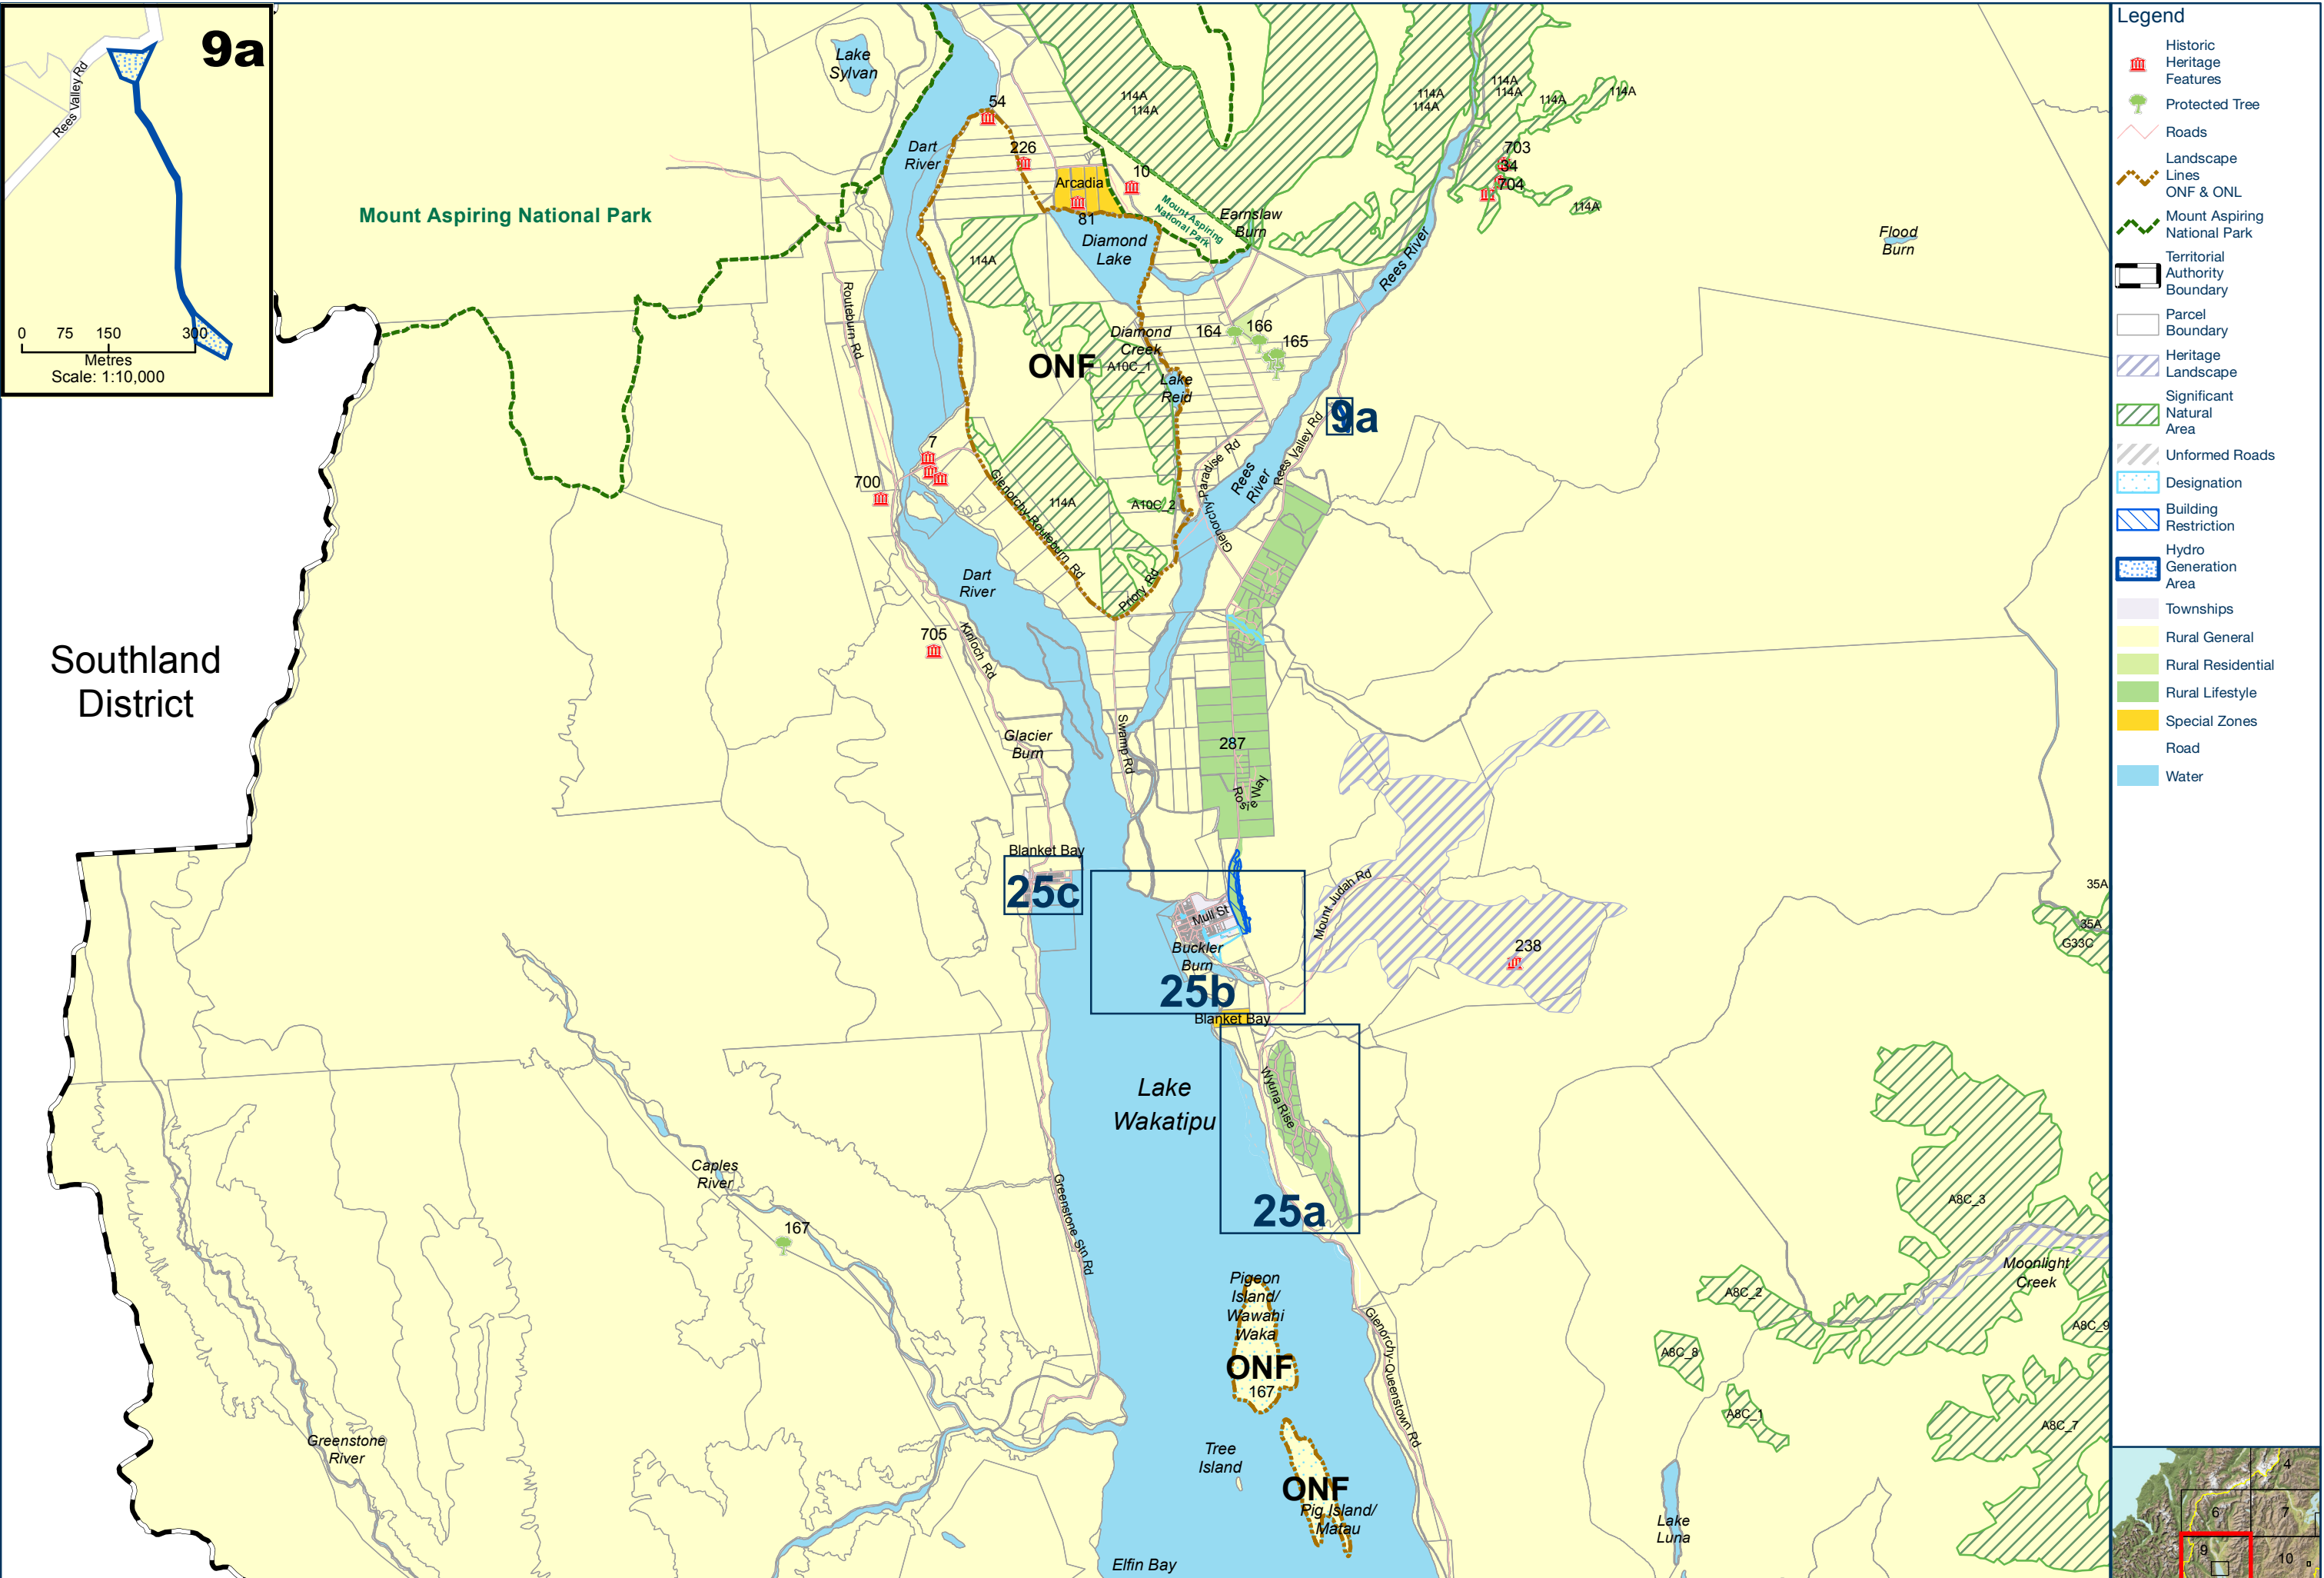 9a
Rees Valley Rd
0 75 150 300
Metres
Scale: 1:10,000
Mount Aspiring National Park
Southland
District
Lake
Sylvan
Dart
River
54
226
Arcadia
10
81
Diamond
Lake
Mount Aspiring
National Park
Earnslaw
Burn
114A
114A
114A
114A
114A
114A
114A
114A
703
34
704
114A
Rees River
Flood
Burn
114A
Routeburn Rd
Diamond
Creek
ONF
A10C_1
Lake
Reid
164
166
165
9a
7
700
Glenorchy-Routeburn Rd
114A
A10C_2
Glenorchy-Paradise Rd
Rees
River
Rees Valley Rd
Priory Rd
Dart
River
705
Kinloch Rd
Glacier
Burn
Swamp Rd
287
Rosie Way
Blanket Bay
25c
Mull St
Buckler
Burn
25b
Blanket Bay
Mount Judah Rd
238
35A
35A
G33C
Lake
Wakatipu
Wyuna Rise
25a
Caples
River
167
Greenstone Stn Rd
Pigeon
Island/
Wawahi
Waka
ONF
167
Glenorchy-Queenstown Rd
Tree
Island
ONF
Pig Island/
Matau
Elfin Bay
Greenstone
River
A8C_3
Moonlight
Creek
A8C_2
A8C_9
A8C_8
A8C_1
A8C_7
Lake
Luna
Legend
Historic
Heritage
Features
Protected Tree
Roads
Landscape
Lines
ONF & ONL
Mount Aspiring
National Park
Territorial
Authority
Boundary
Parcel
Boundary
Heritage
Landscape
Significant
Natural
Area
Unformed Roads
Designation
Building
Restriction
Hydro
Generation
Area
Townships
Rural General
Rural Residential
Rural Lifestyle
Special Zones
Road
Water
4
6
7
9
10